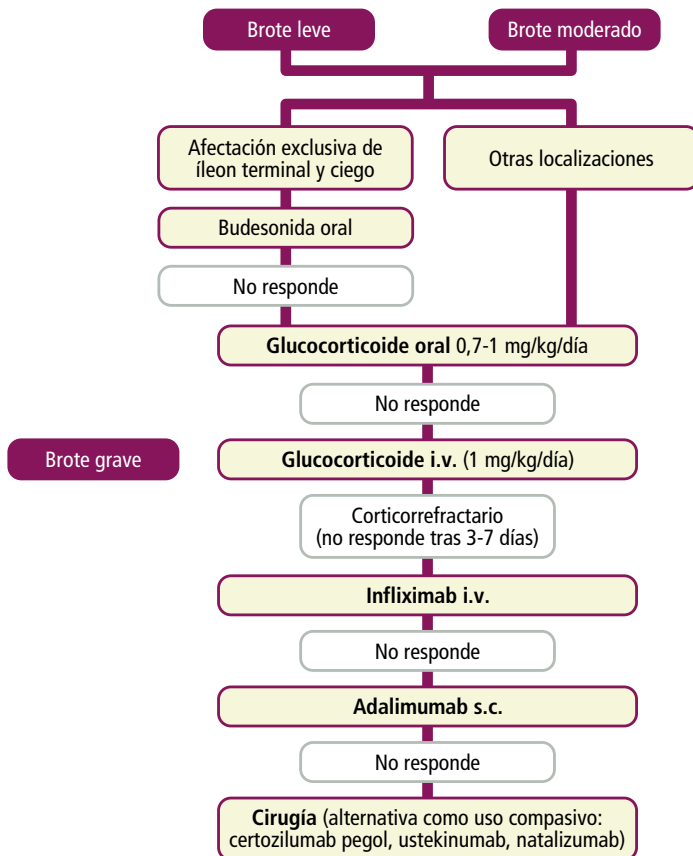 Brote leve
Brote moderado
Afectación exclusiva de
íleon terminal y ciego
Otras localizaciones
Budesonida oral
No responde
Glucocorticoide oral 0,7-1 mg/kg/día
No responde
Brote grave
Glucocorticoide i.v. (1 mg/kg/día)
Corticorrefractario
(no responde tras 3-7 días)
Infliximab i.v.
No responde
Adalimumab s.c.
No responde
Cirugía (alternativa como uso compasivo:
certozilumab pegol, ustekinumab, natalizumab)